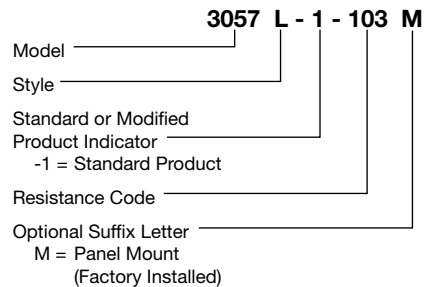 3057 L - 1 - 103 M
Model
Style
Standard or Modified
Product Indicator
-1 = Standard Product
Resistance Code
Optional Suffix Letter
M = Panel Mount
(Factory Installed)